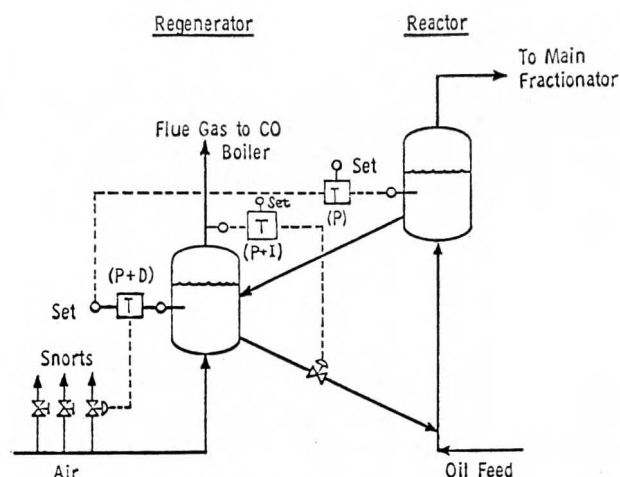 Regenerator
Reactor
To Main
Fractionator
Flue Gas to CO
Boiler
Set
T
(P)
Set
T
(P+I)
(P+D)
Set
T
Snorts
Air
Oil Feed